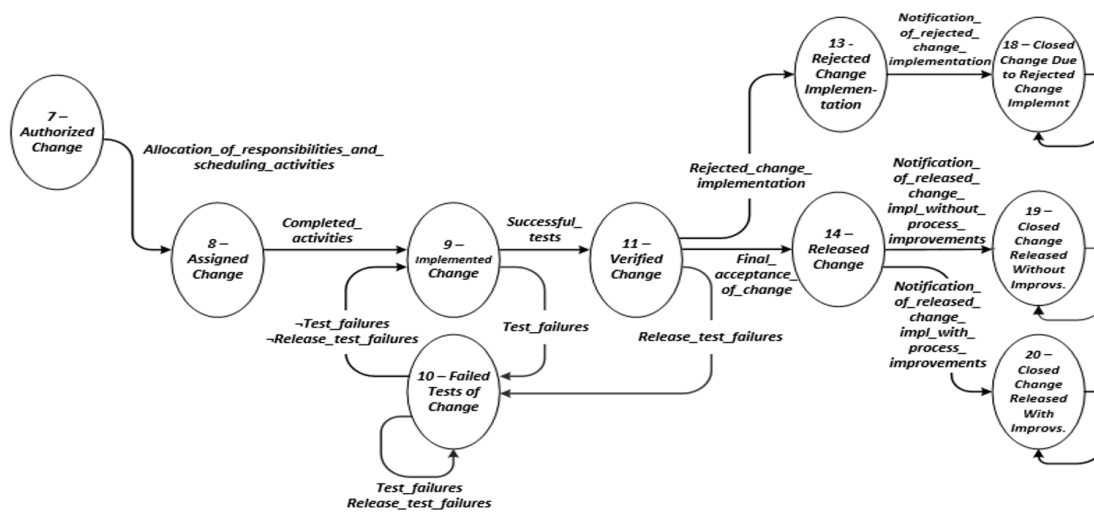 7 –
Authorized
Change
Allocation_of_responsibilities_and_
scheduling_activities
8 –
Assigned
Change
Completed_
activities
9 –
Implemented
Change
Successful_
tests
11 –
Verified
Change
¬Test_failures
¬Release_test_failures
Test_failures
Release_test_failures
10 – Failed
Tests of
Change
Test_failures
Release_test_failures
Rejected_change_
implementation
13 -
Rejected
Change
Implemen-
tation
Notification_
of_rejected_
change_
implementation
18 – Closed
Change Due
to Rejected
Change
Implemnt
Final_
acceptance_
of_change
14 –
Released
Change
Notification_
of_released_
change_
impl_without_
process_
improvements
19 –
Closed
Change
Released
Without
Improvs.
Notification_
of_released_
change_
impl_with_
process_
improvements
20 –
Closed
Change
Released
With
Improvs.